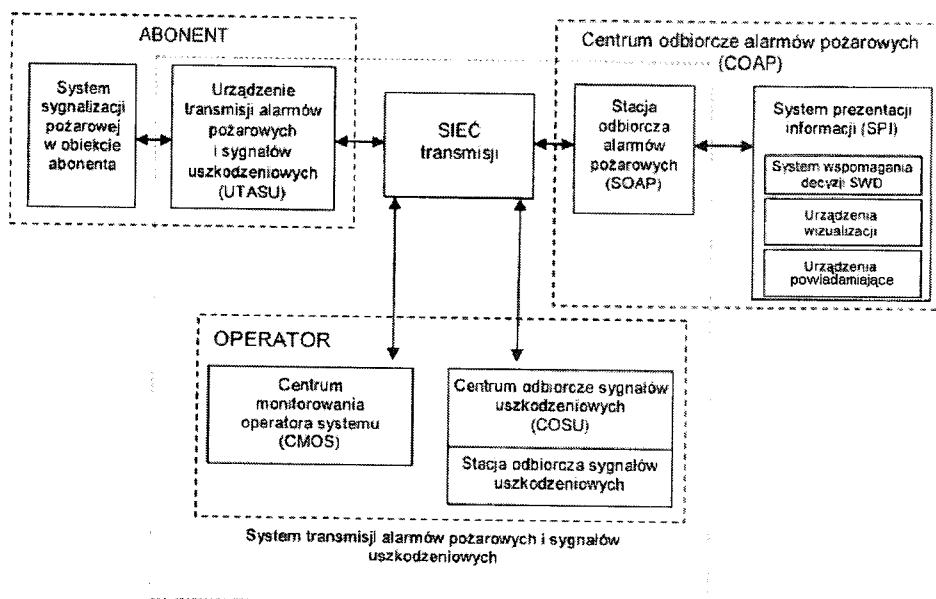 ABONENT
System
sygnalizacji
pożarowej
w obiekcie
abonenta
Urządzenie
transmisji alarmów
pożarowych
i sygnałów
uszkodzeniowych
(UTASU)
SIEĆ
transmisji
Centrum odbiorcze alarmów pożarowych
(COAP)
Stacja
odbiorcza
alarmów
pożarowych
(SOAP)
System prezentacji
informacji (SPI)
System wspomagania
decyzji SWD
Urządzenia
wizualizacji
Urządzenia
powiadamiające
OPERATOR
Centrum
monitorowania
operatora systemu
(CMOS)
Centrum odbiorcze sygnałów
uszkodzeniowych
(COSU)
Stacja odbiorcza sygnałów
uszkodzeniowych
System transmisji alarmów pożarowych i sygnałów
uszkodzeniowych